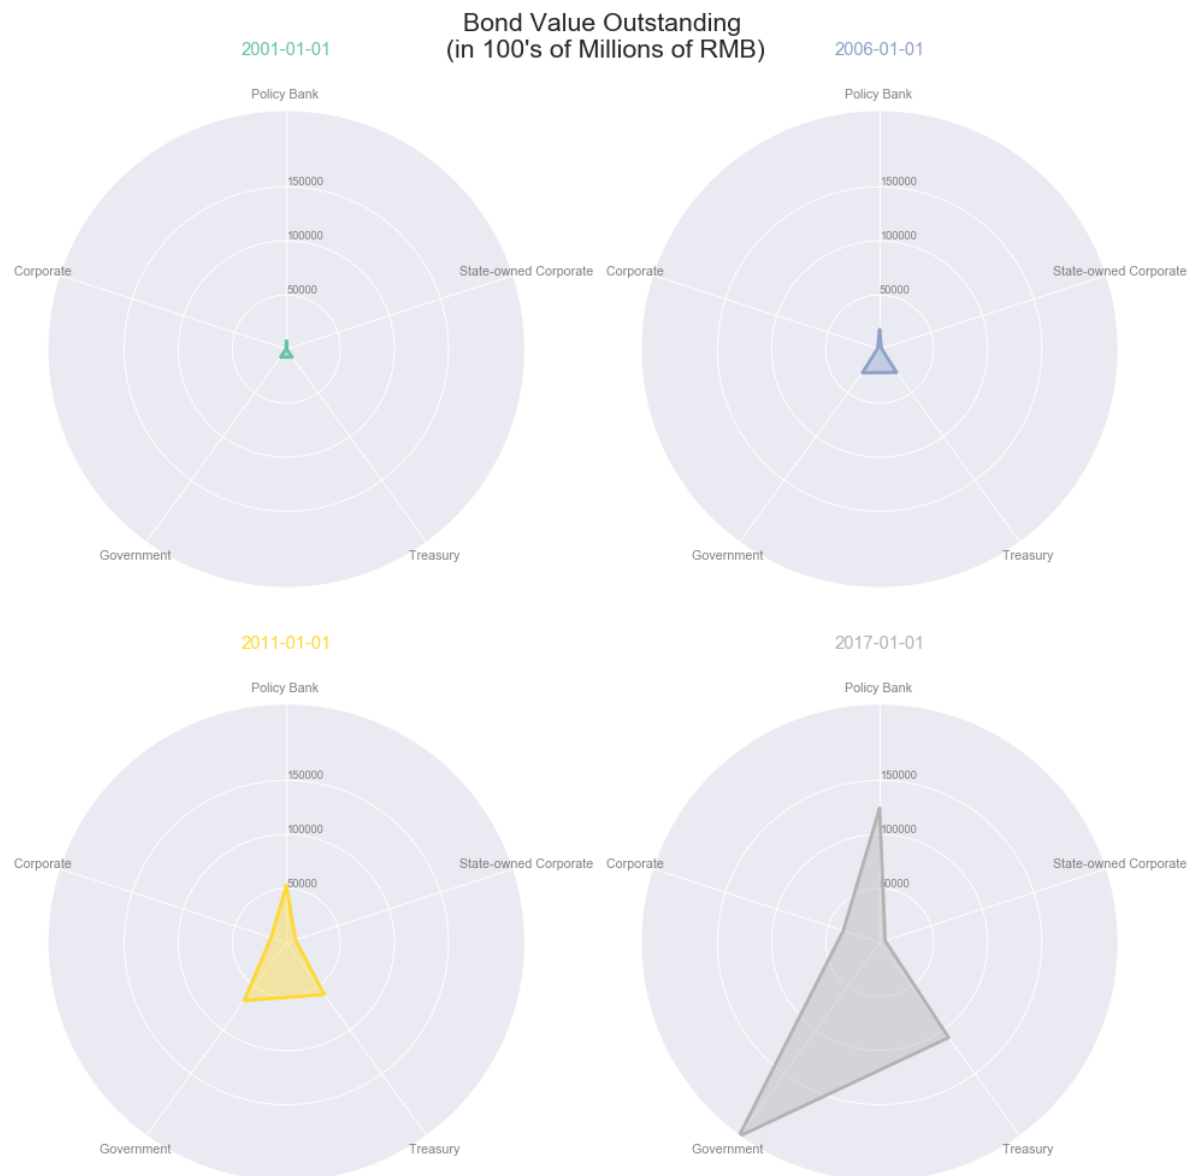 Bond Value Outstanding
(in 100's of Millions of RMB)
2001-01-01
Policy Bank
150000
100000
50000
Corporate
State-owned Corporate
Government
Treasury
2006-01-01
Policy Bank
150000
100000
50000
Corporate
State-owned Corporate
Government
Treasury
2011-01-01
Policy Bank
150000
100000
50000
Corporate
State-owned Corporate
Government
Treasury
2017-01-01
Policy Bank
150000
100000
50000
Corporate
State-owned Corporate
Government
Treasury